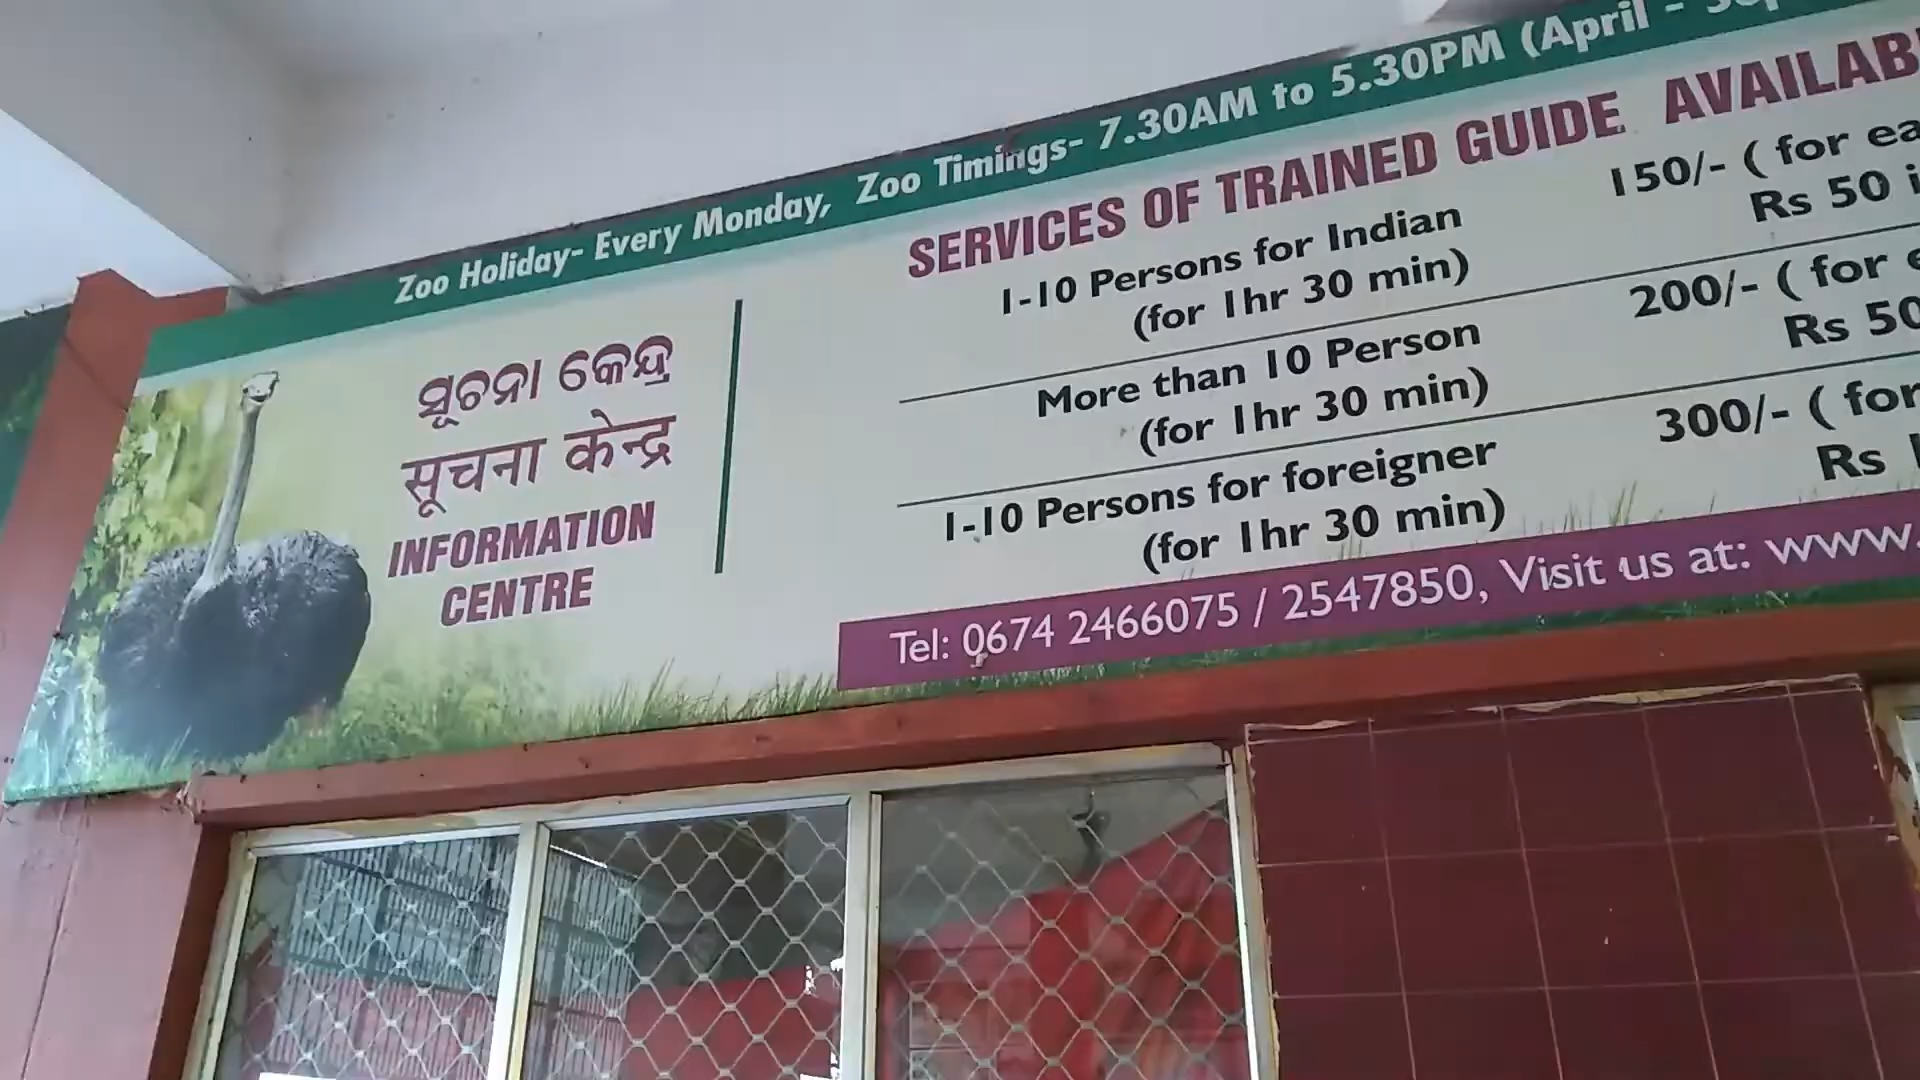 Zoo Holiday- Every Monday, Zoo Timings- 7.30AM to 5.30PM (April -
ସୂଚନା କେନ୍ଦ୍ର
सूचना केन्द्र
INFORMATION
CENTRE
SERVICES OF TRAINED GUIDE
1-10 Persons for Indian 150/- ( for
(for 1hr 30 min) Rs 50
More than 10 Person 200/- ( for
(for 1hr 30 min) Rs 50
1-10 Persons for foreigner 300/- ( for
(for 1hr 30 min) Rs
Tel: 0674 2466075 / 2547850, Visit us at: www.